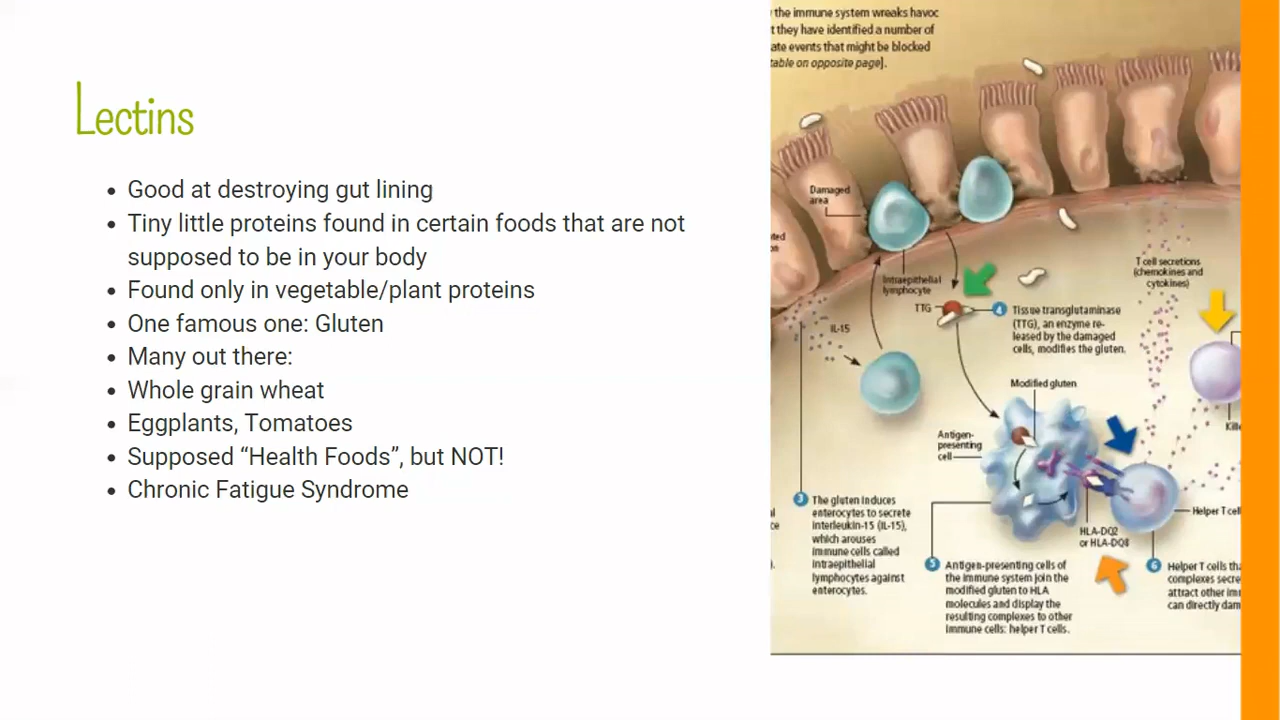 Lectins
Good at destroying gut lining
Tiny little proteins found in certain foods that are not
supposed to be in your body
Found only in vegetable/plant proteins
One famous one: Gluten
Many out there:
Whole grain wheat
Eggplants, Tomatoes
Supposed “Health Foods”, but NOT!
Chronic Fatigue Syndrome
the immune system wreaks havoc
they have identified a number of
ate events that might be blocked
table on opposite page].
Damaged
area
Intraepithelial
lymphocyte
TTG
IL-15
4 Tissue transglutaminase
(TTG), an enzyme re-
leased by the damaged
cells, modifies the gluten.
T cell secretions
(chemokines and
cytokines)
Modified gluten
Antigen-
presenting
cell
HLA-DQ2
or HLA-DQ8
Helper T cell
3 The gluten induces
enterocytes to secrete
interleukin-15 (IL-15),
which arouses
immune cells called
intraepithelial
lymphocytes against
enterocytes.
5 Antigen-presenting cells of
the immune system join the
modified gluten to HLA
molecules and display the
resulting complexes to other
immune cells: helper T cells.
6 Helper T cells
complexes secre
attract other im
can directly dam